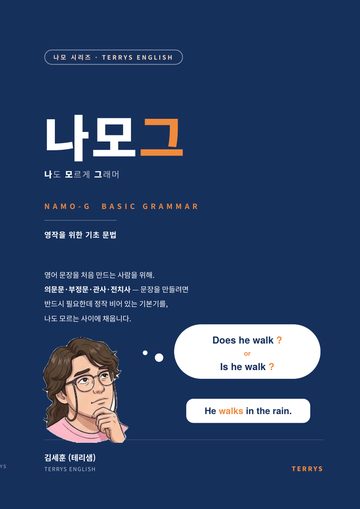 나모 시리즈 · TERRYS ENGLISH
나모그
나도 모르게 그래머
NAMO-G BASIC GRAMMAR
영작을 위한 기초 문법
영어 문장을 처음 만드는 사람을 위해.
의문문·부정문·관사·전치사 — 문장을 만들려면
반드시 필요한데 정작 비어 있는 기본기를,
나도 모르는 사이에 채웁니다.
Does he walk ?
or
Is he walk ?
He walks in the rain.
김세훈 (테리샘)
TERRYS ENGLISH
TERRYS
YS